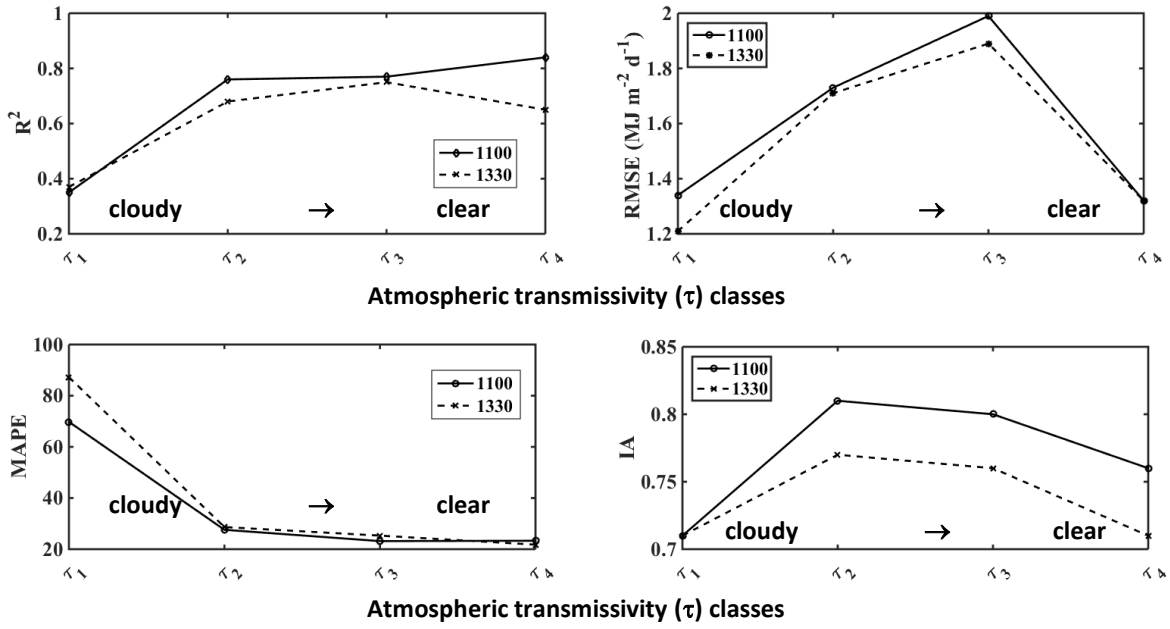 1
0.8
0.6
0.4
0.2
R²
1100
1330
cloudy → clear
τ₁ τ₂ τ₃ τ₄
2
1.8
1.6
1.4
1.2
RMSE (MJ m⁻² d⁻¹)
1100
1330
cloudy → clear
τ₁ τ₂ τ₃ τ₄
Atmospheric transmissivity (τ) classes
100
80
60
40
20
MAPE
1100
1330
cloudy → clear
τ₁ τ₂ τ₃ τ₄
0.85
0.8
0.75
0.7
IA
1100
1330
cloudy → clear
τ₁ τ₂ τ₃ τ₄
Atmospheric transmissivity (τ) classes